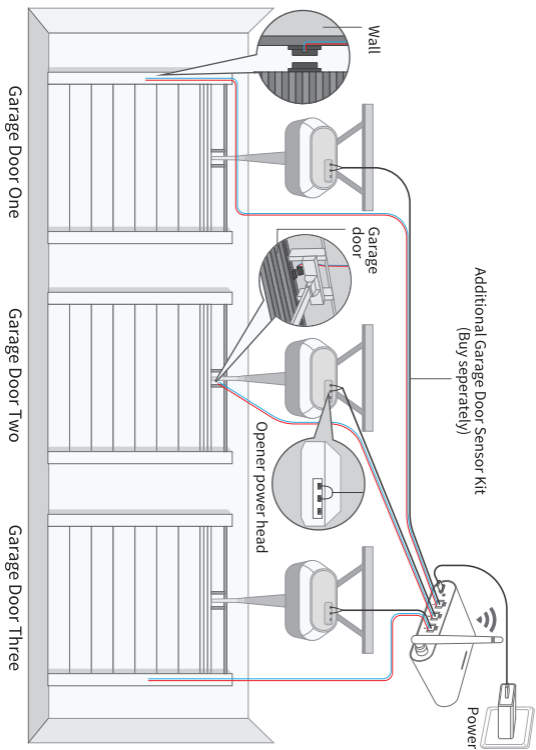 Wall
Garage
door
Additional Garage Door Sensor Kit
(Buy seperately)
Opener power head
Power
Garage Door One
Garage Door Two
Garage Door Three